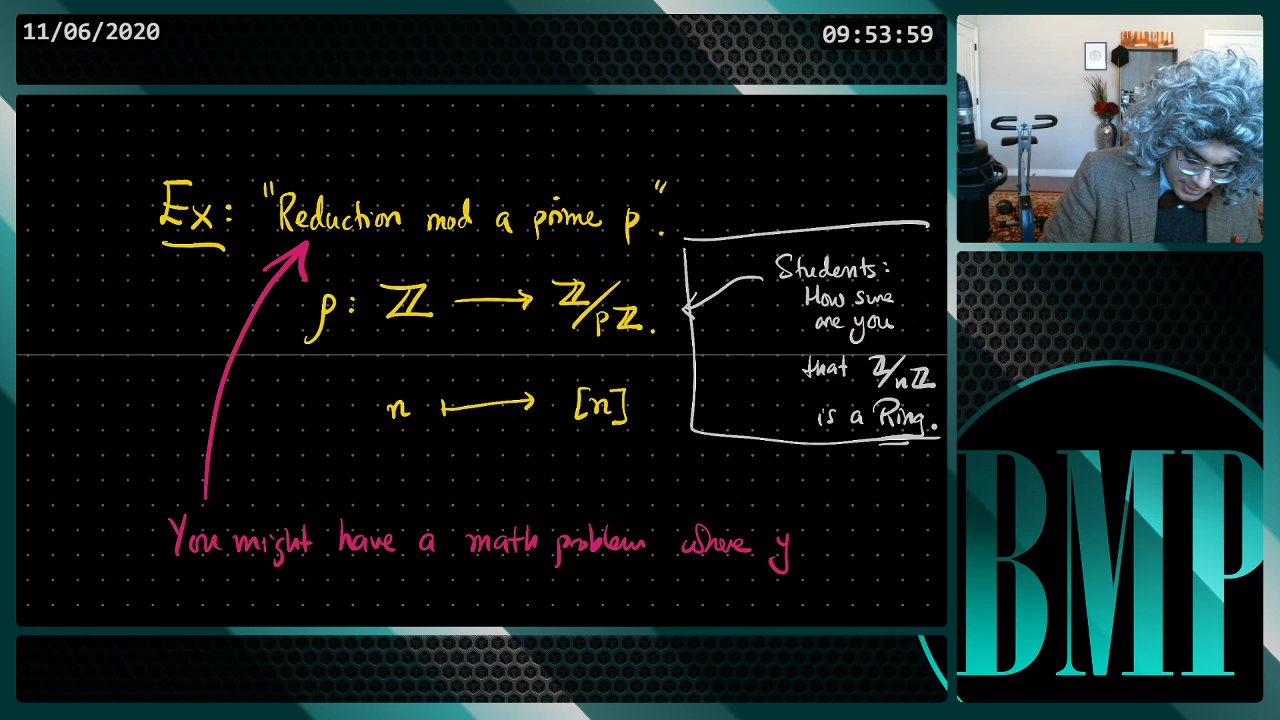 11/06/2020
09:53:59
Ex: "Reduction mod a prime p".
ρ: ℤ ⟶ ℤ/pℤ.
n ⟼ [n]
Students:
How sure
are you
that ℤ/nℤ
is a Ring.
You might have a math problem where y
BMP